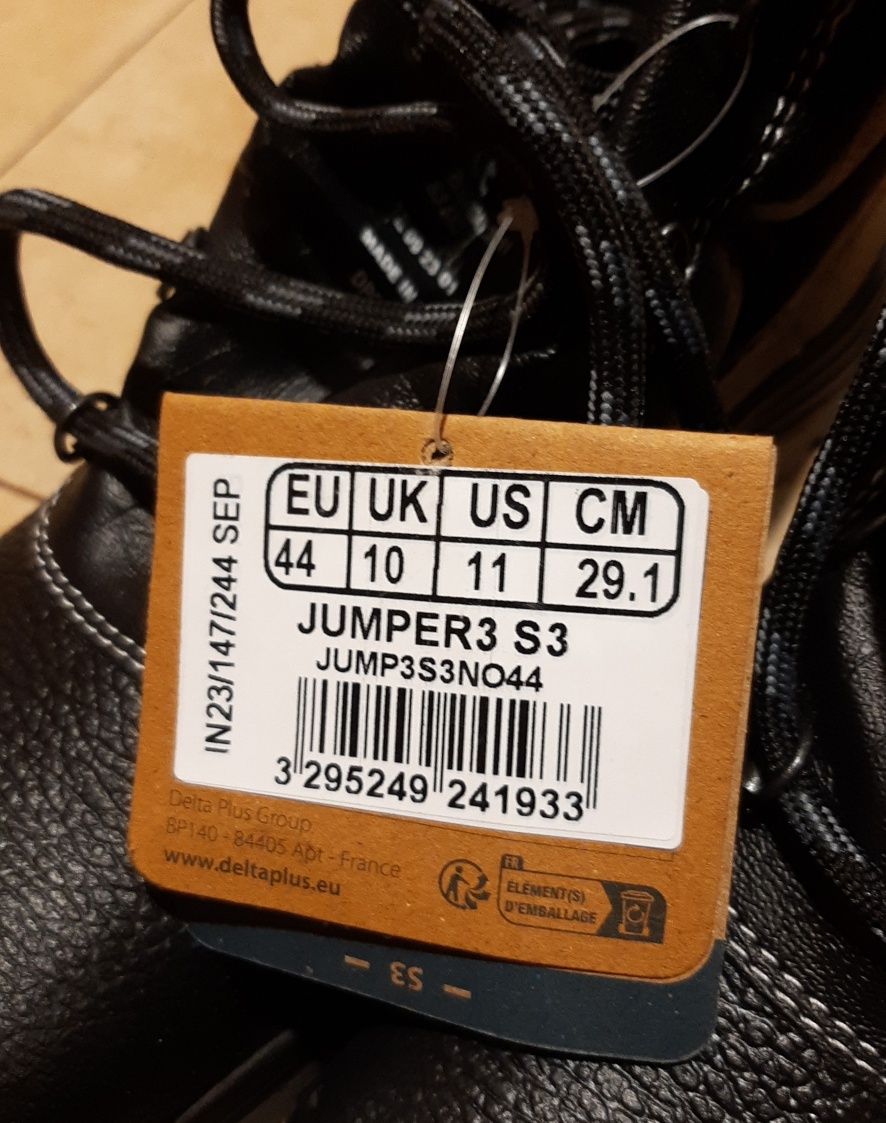 MADE IN
EU UK US CM
44 10 11 29.1
JUMPER3 S3
JUMP3S3NO44
IN23/147/244 SEP
3 295249 241933
Delta Plus Group
BP140 - 84405 Apt - France
www.deltaplus.eu
FR
ÉLÉMENT(S)
D'EMBALLAGE
- S3 -